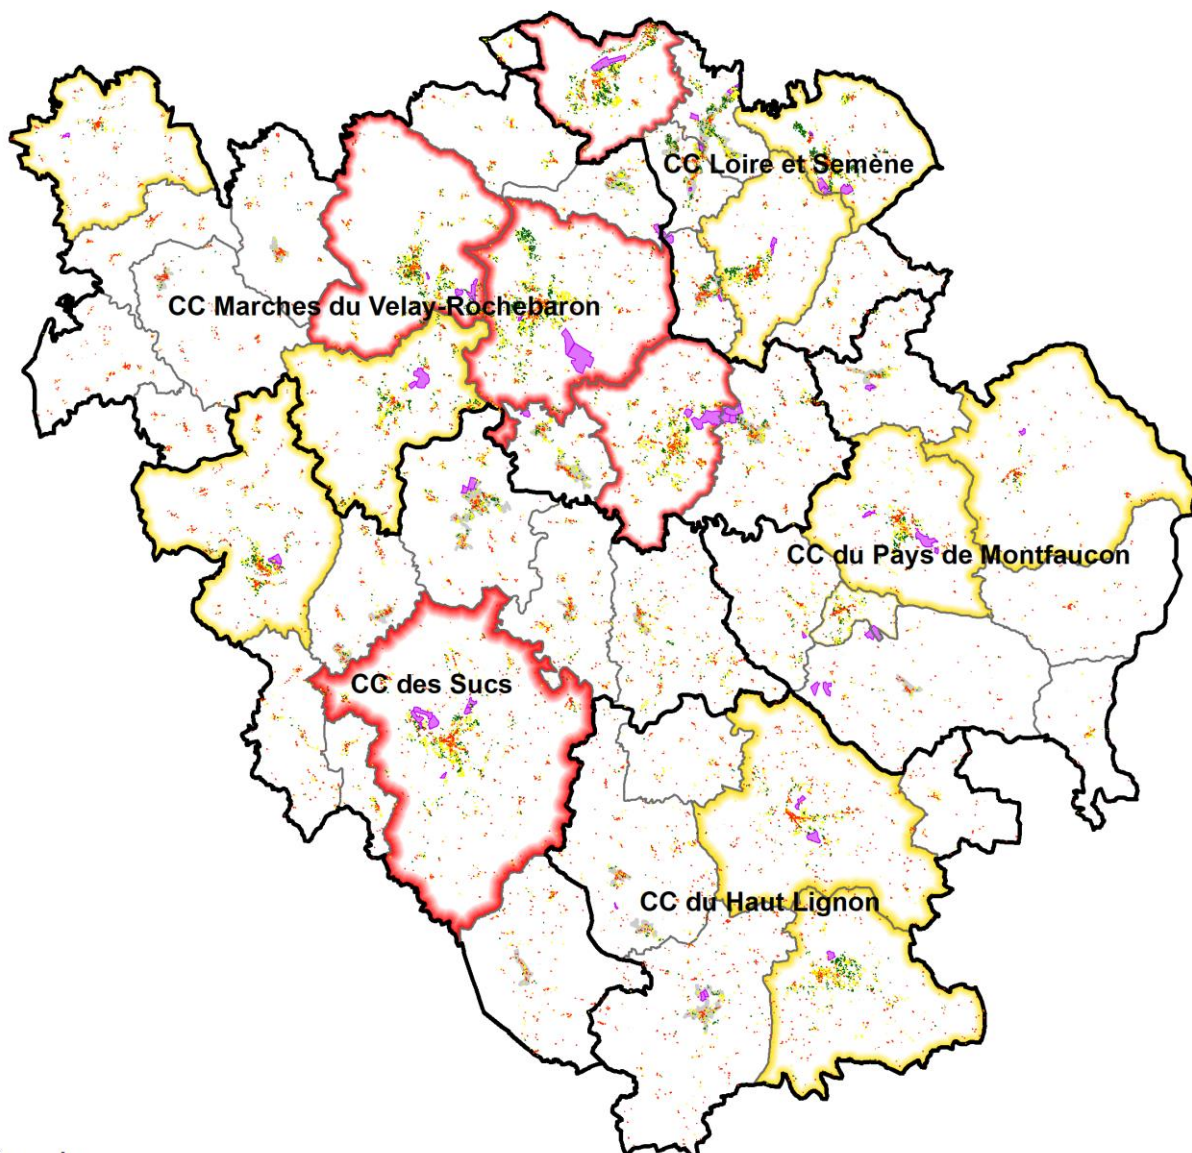 CC Loire et Semène
CC Marches du Velay-Rochebaron
CC du Pays de Montfaucon
CC des Sucs
CC du Haut Lignon